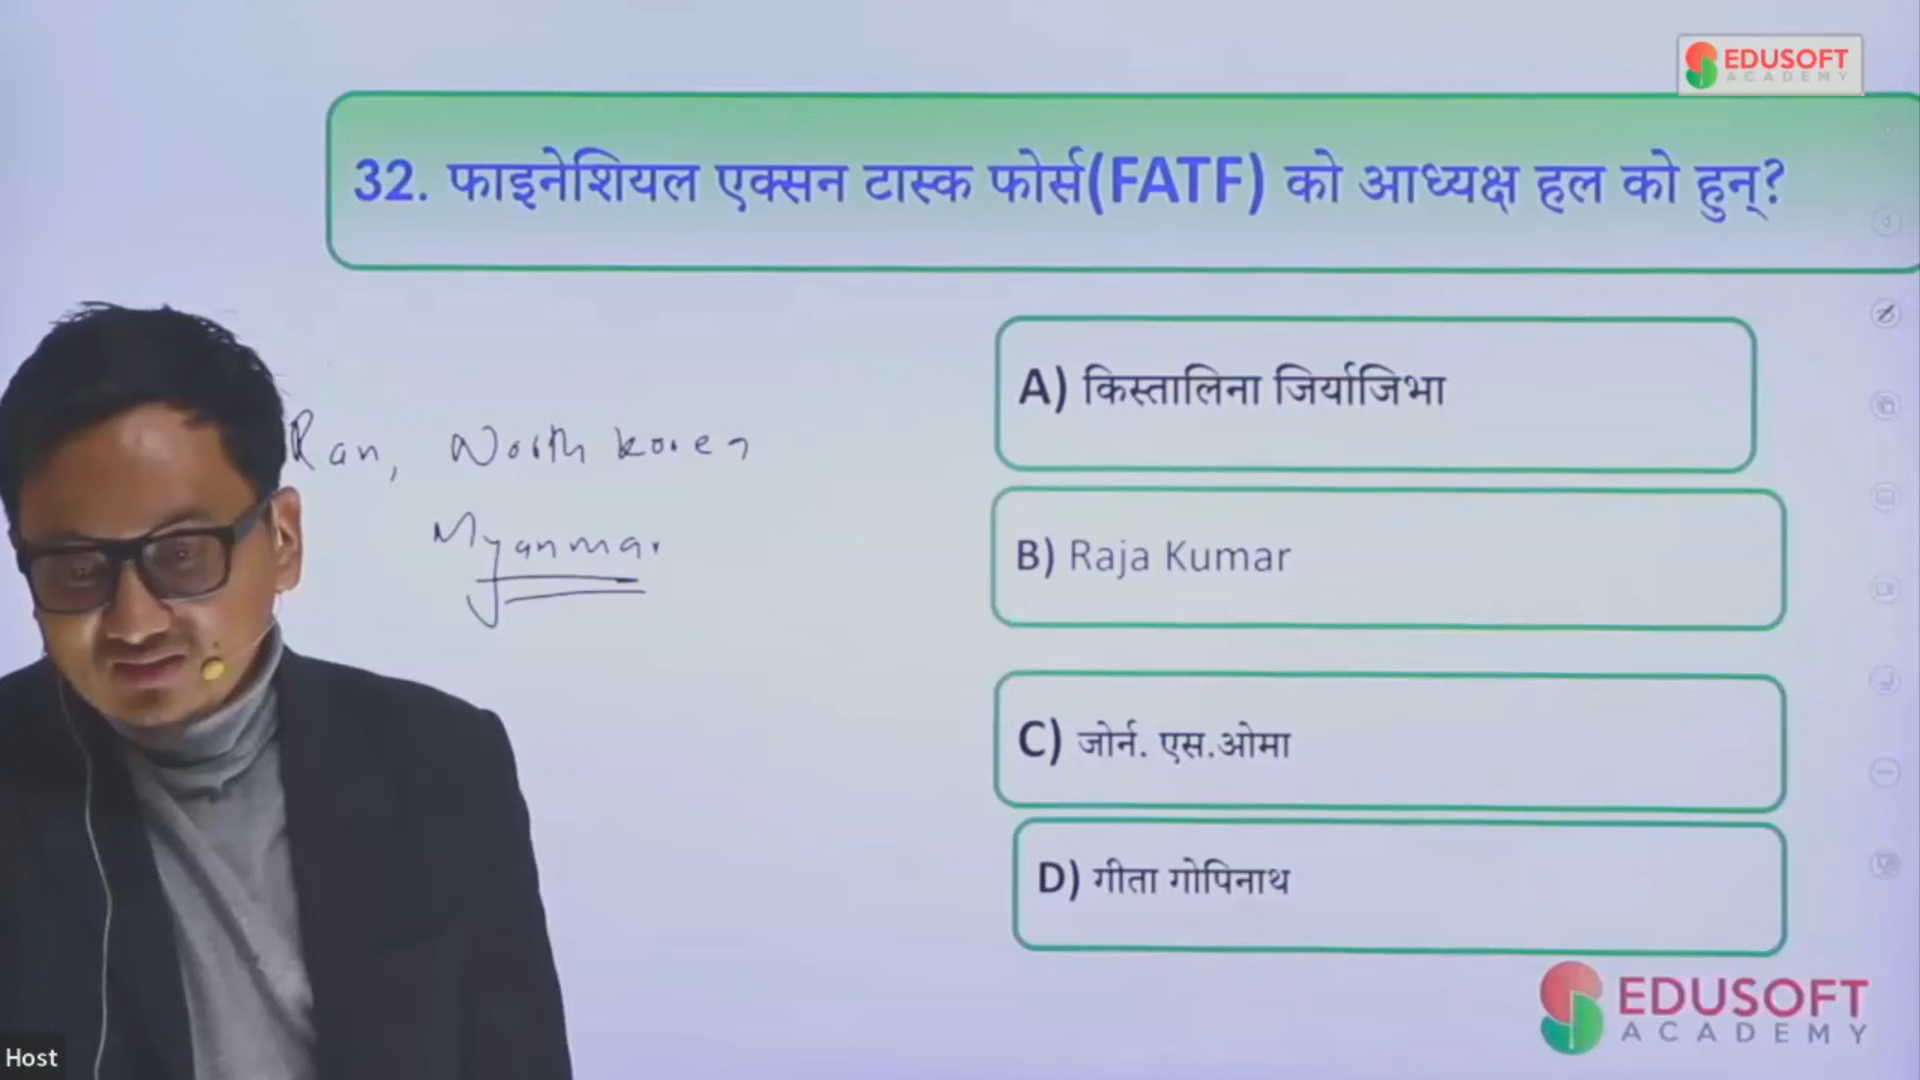 EDUSOFT
ACADEMY
32. फाइनेशियल एक्सन टास्क फोर्स(FATF) को आध्यक्ष हल को हुन्?
Ran, North Korea
Myanmar
A) किस्तालिना जिर्याजिभा
B) Raja Kumar
C) जोर्न. एस.ओमा
D) गीता गोपिनाथ
EDUSOFT
ACADEMY
Host